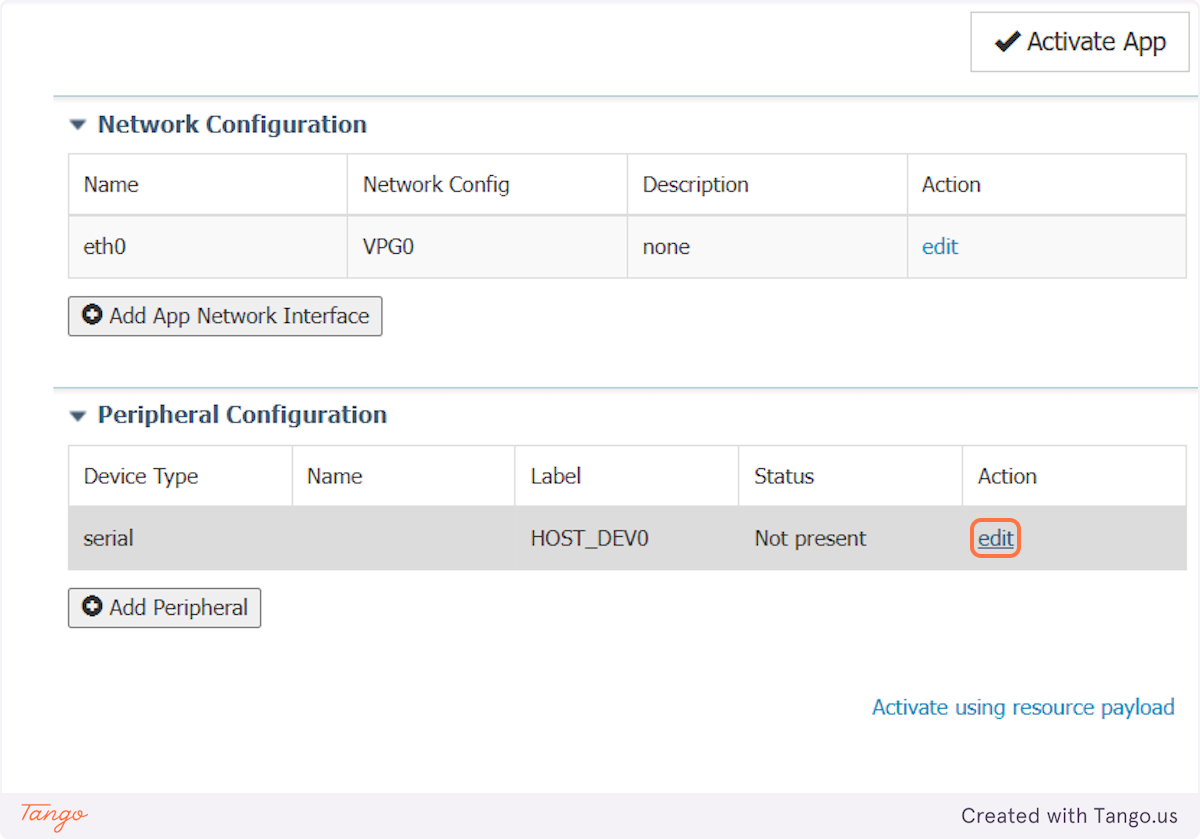 Activate App
Network Configuration
Name Network Config Description Action
eth0 VPG0 none edit
Add App Network Interface
Peripheral Configuration
Device Type Name Label Status Action
serial HOST_DEV0 Not present edit
Add Peripheral
Activate using resource payload
Tango Created with Tango.us